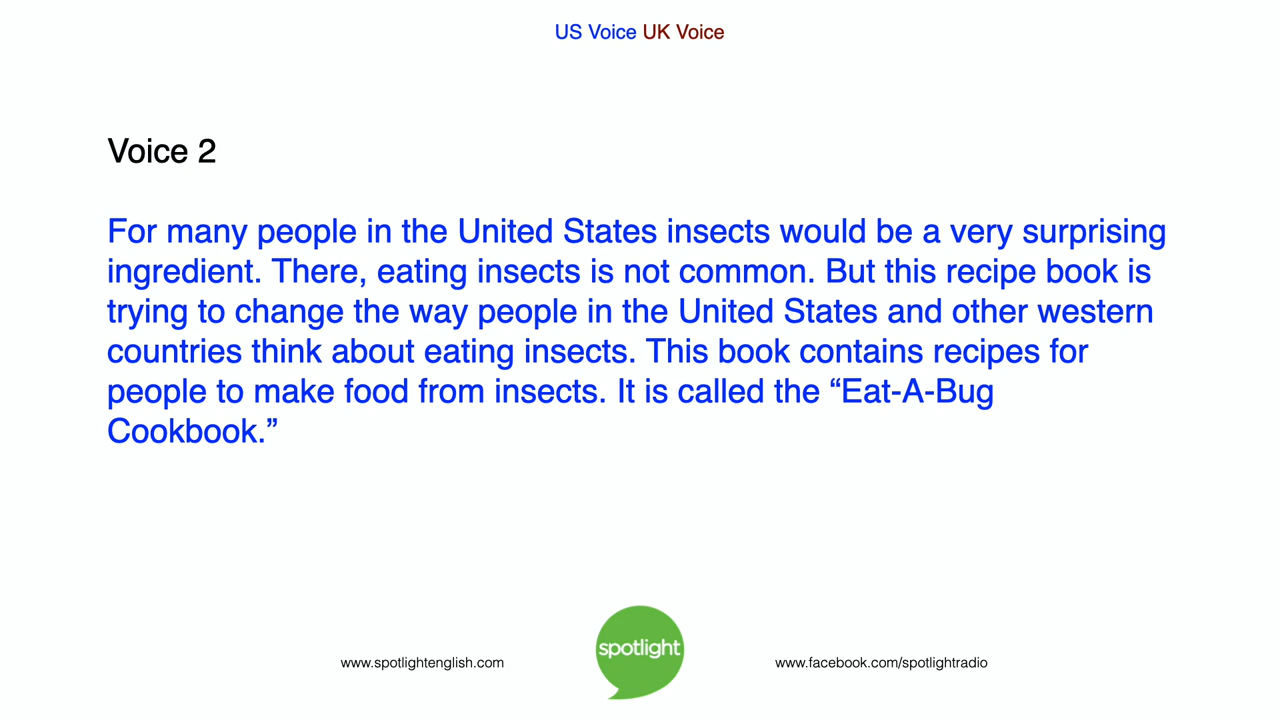 US Voice UK Voice
Voice 2
For many people in the United States insects would be a very surprising
ingredient. There, eating insects is not common. But this recipe book is
trying to change the way people in the United States and other western
countries think about eating insects. This book contains recipes for
people to make food from insects. It is called the “Eat-A-Bug
Cookbook.”
www.spotlightenglish.com
spotlight
www.facebook.com/spotlightradio